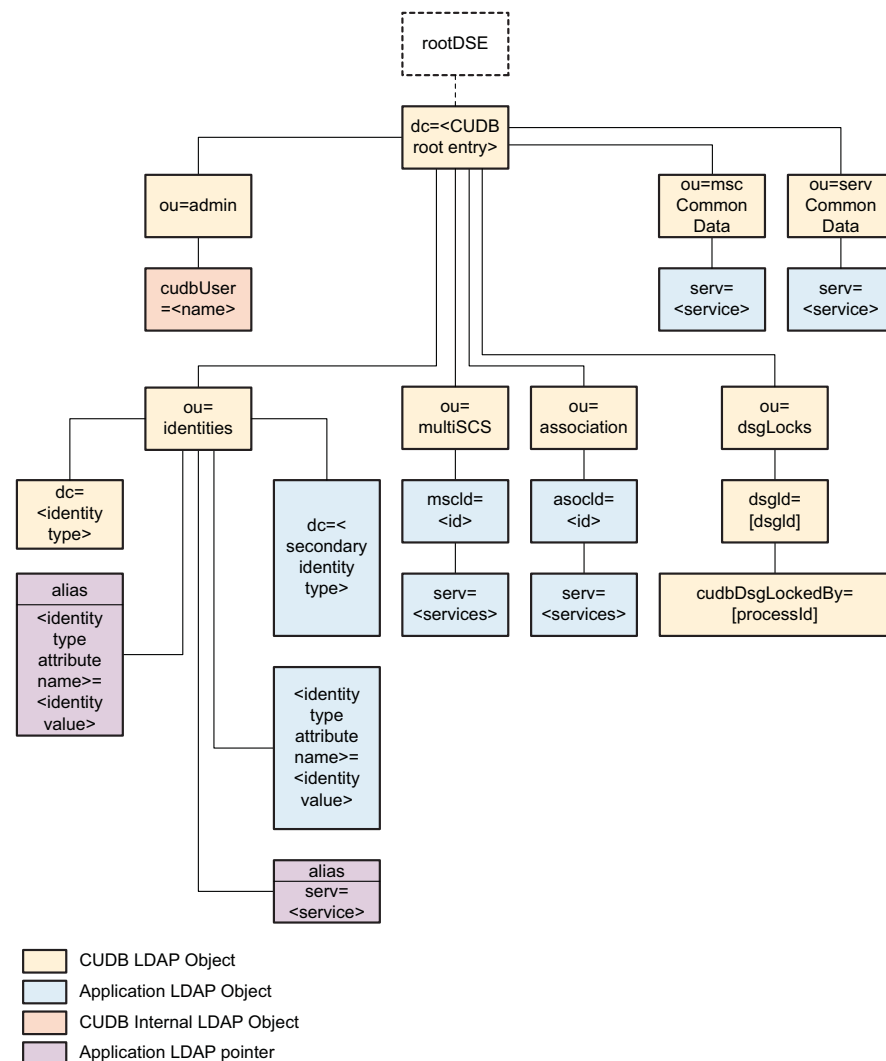 rootDSE
dc=<CUDB
root entry>
ou=admin
ou=msc
Common
Data
ou=serv
Common
Data
cudbUser
=<name>
serv=
<service>
serv=
<service>
ou=
identities
ou=
multiSCS
ou=
association
ou=
dsgLocks
dc=
<identity
type>
dc=<
secondary
identity
type>
mscId=
<id>
asocId=
<id>
dsgId=
[dsgId]
alias
<identity
type
attribute
name>=
<identity
value>
serv=
<services>
serv=
<services>
cudbDsgLockedBy=
[processId]
<identity
type
attribute
name>=
<identity
value>
alias
serv=
<service>
CUDB LDAP Object
Application LDAP Object
CUDB Internal LDAP Object
Application LDAP pointer